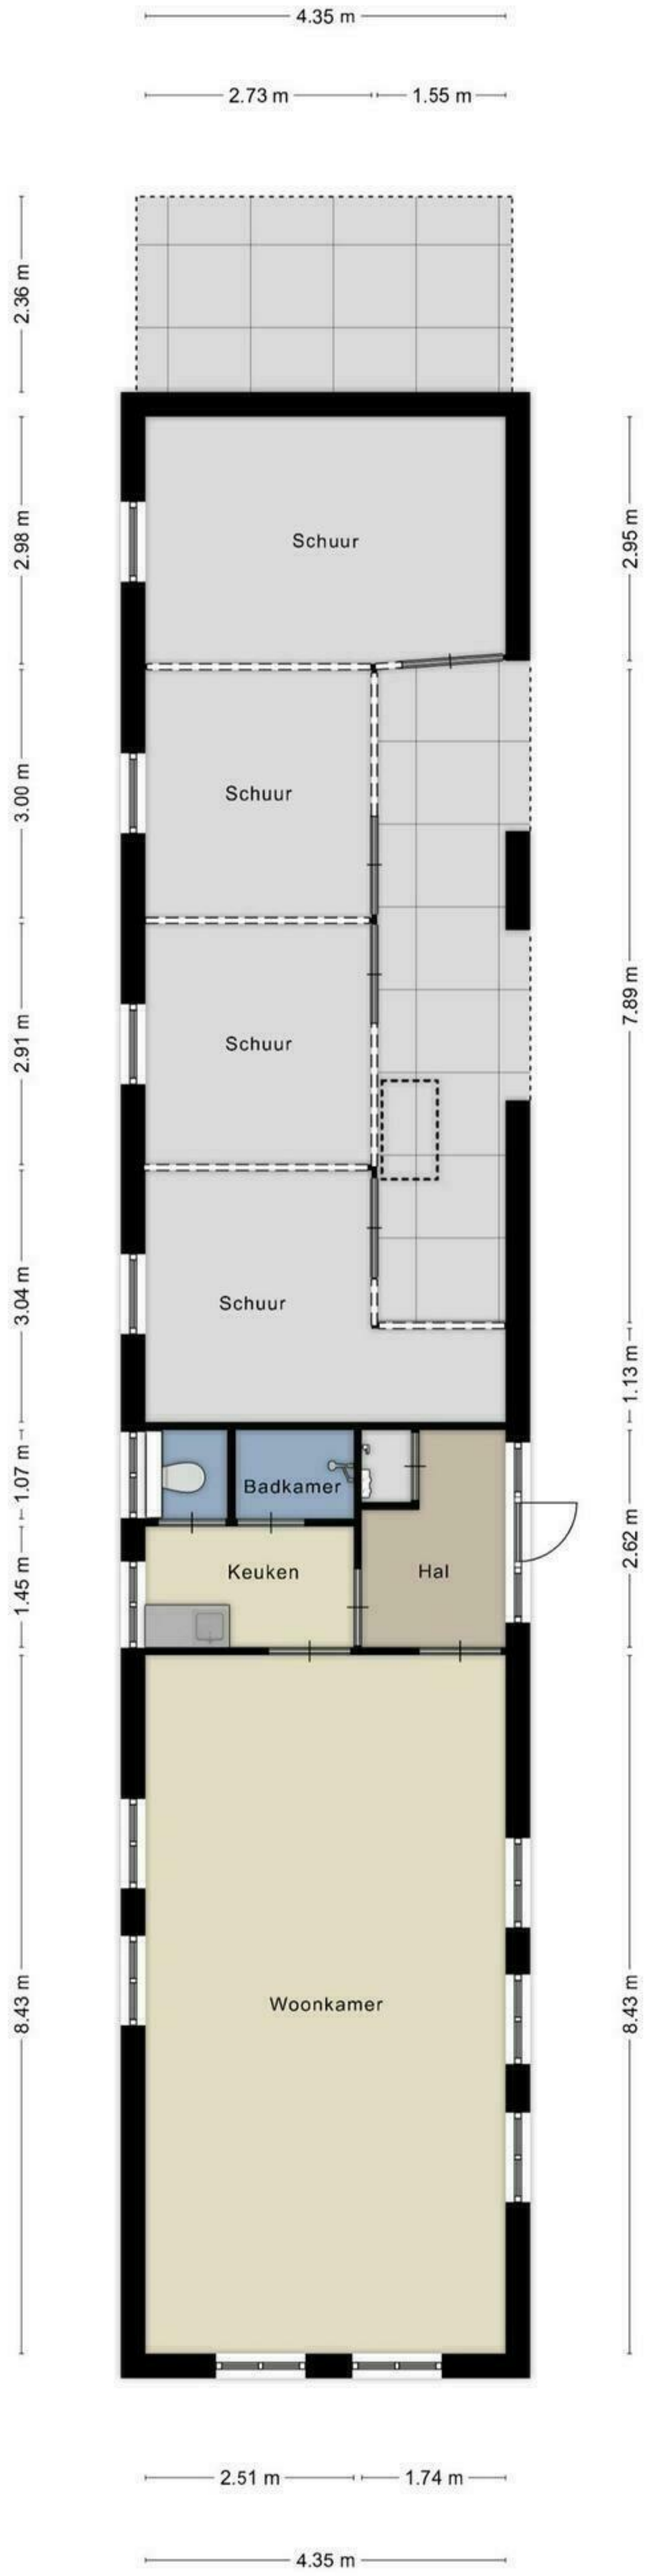 4.35 m
2.73 m
1.55 m
2.36 m
2.98 m
2.95 m
Schuur
3.00 m
Schuur
7.89 m
2.91 m
Schuur
3.04 m
Schuur
1.13 m
1.07 m
Badkamer
2.62 m
1.45 m
Keuken
Hal
8.43 m
Woonkamer
8.43 m
2.51 m
1.74 m
4.35 m